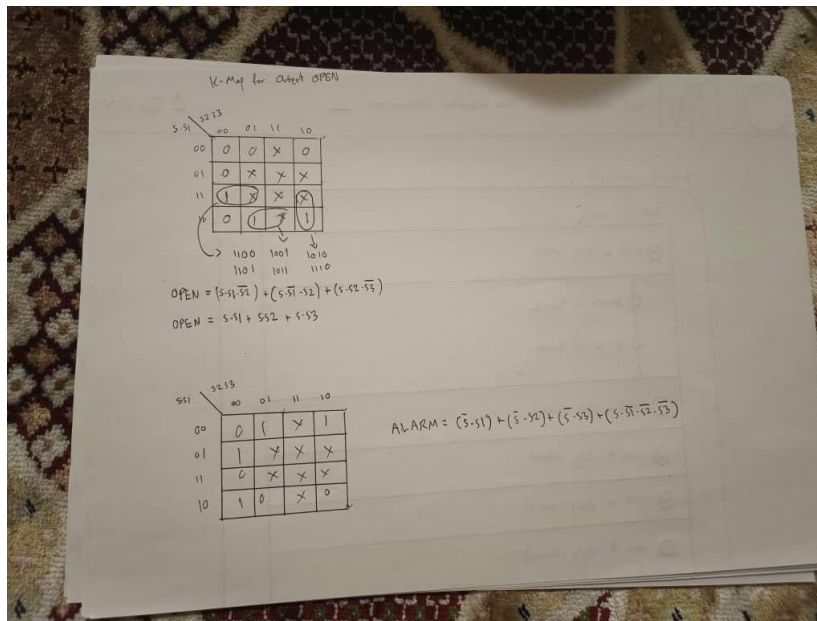 K-Map for Output OPEN
S·S1 S2S3
00 01 11 10
00 0 0 X 0
01 0 X X X
11 1 X X X
10 0 1 X 1
1100 1001 1010
1101 1011 1110
OPEN = (S·S1·S̅2̅) + (S·S̅1̅·S2) + (S·S2·S̅3̅)
OPEN = S·S1 + SS2 + S·S3
SS1 S2S3
00 01 11 10
00 0 1 X 1
01 1 X X X
11 0 X X X
10 1 0 X 0
ALARM = (S̅·S1) + (S̅·S2) + (S̅·S3) + (S·S̅1̅·S̅2̅·S̅3̅)